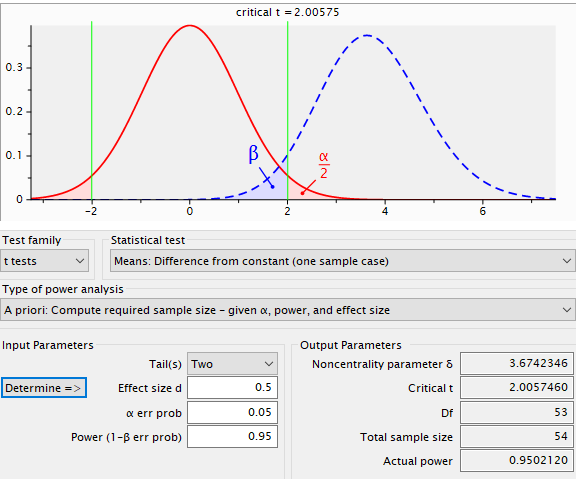 critical t = 2.00575
0.3
0.2
0.1
0
β
α
2
-2 0 2 4 6
Test family Statistical test
t tests Means: Difference from constant (one sample case)
Type of power analysis
A priori: Compute required sample size - given α, power, and effect size
Input Parameters Output Parameters
Tail(s) Two Noncentrality parameter δ 3.6742346
Determine => Effect size d 0.5 Critical t 2.0057460
α err prob 0.05 Df 53
Power (1-β err prob) 0.95 Total sample size 54
Actual power 0.9502120